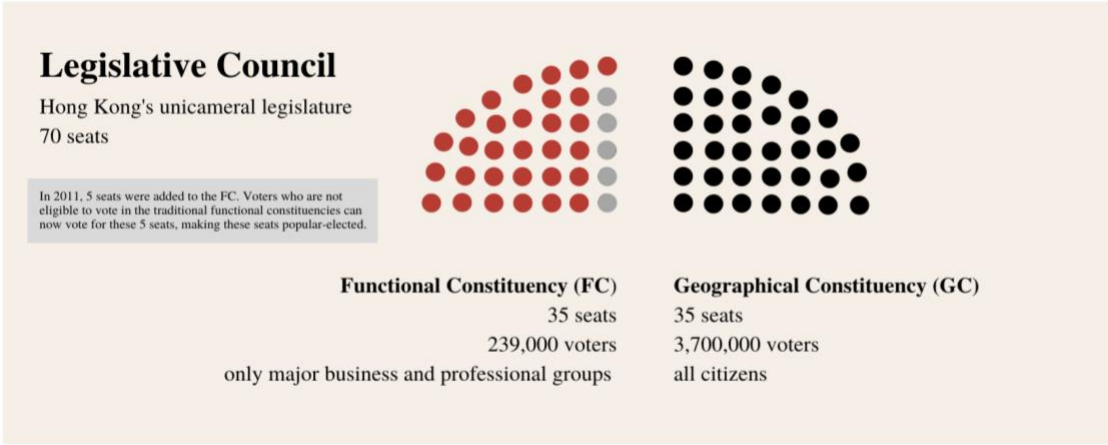 Legislative Council
Hong Kong's unicameral legislature
70 seats
In 2011, 5 seats were added to the FC. Voters who are not
eligible to vote in the traditional functional constituencies can
now vote for these 5 seats, making these seats popular-elected.
Functional Constituency (FC)
35 seats
239,000 voters
only major business and professional groups
Geographical Constituency (GC)
35 seats
3,700,000 voters
all citizens